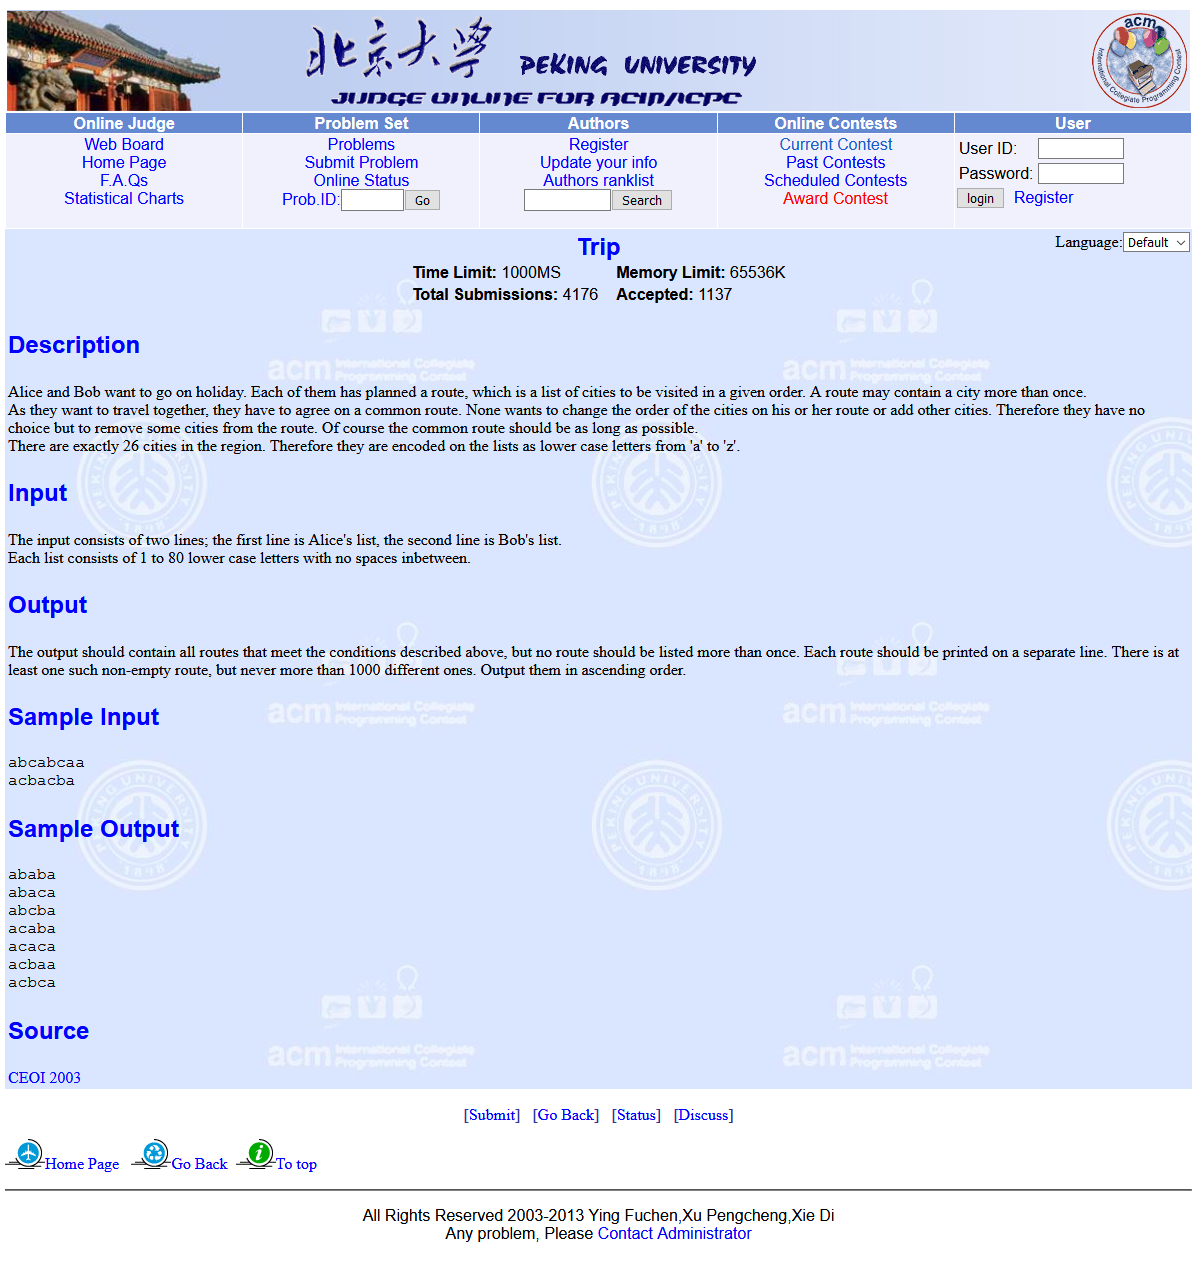 北京大学 PEKING UNIVERSITY
JUDGE ONLINE FOR ACM/ACPC
acm
International Collegiate Programming Contest
Online Judge Problem Set Authors Online Contests User
Web Board
Home Page
F.A.Qs
Statistical Charts
Problems
Submit Problem
Online Status
Prob.ID: Go
Register
Update your info
Authors ranklist
Search
Current Contest
Past Contests
Scheduled Contests
Award Contest
User ID:
Password:
login Register
Language: Default
Trip
Time Limit: 1000MS Memory Limit: 65536K
Total Submissions: 4176 Accepted: 1137
Description
Alice and Bob want to go on holiday. Each of them has planned a route, which is a list of cities to be visited in a given order. A route may contain a city more than once.
As they want to travel together, they have to agree on a common route. None wants to change the order of the cities on his or her route or add other cities. Therefore they have no
choice but to remove some cities from the route. Of course the common route should be as long as possible.
There are exactly 26 cities in the region. Therefore they are encoded on the lists as lower case letters from 'a' to 'z'.
Input
The input consists of two lines; the first line is Alice's list, the second line is Bob's list.
Each list consists of 1 to 80 lower case letters with no spaces inbetween.
Output
The output should contain all routes that meet the conditions described above, but no route should be listed more than once. Each route should be printed on a separate line. There is at
least one such non-empty route, but never more than 1000 different ones. Output them in ascending order.
Sample Input
abcabcaa
acbacba
Sample Output
ababa
abaca
abcba
acaba
acaca
acbaa
acbca
Source
CEOI 2003
[Submit] [Go Back] [Status] [Discuss]
Home Page Go Back To top
All Rights Reserved 2003-2013 Ying Fuchen,Xu Pengcheng,Xie Di
Any problem, Please Contact Administrator